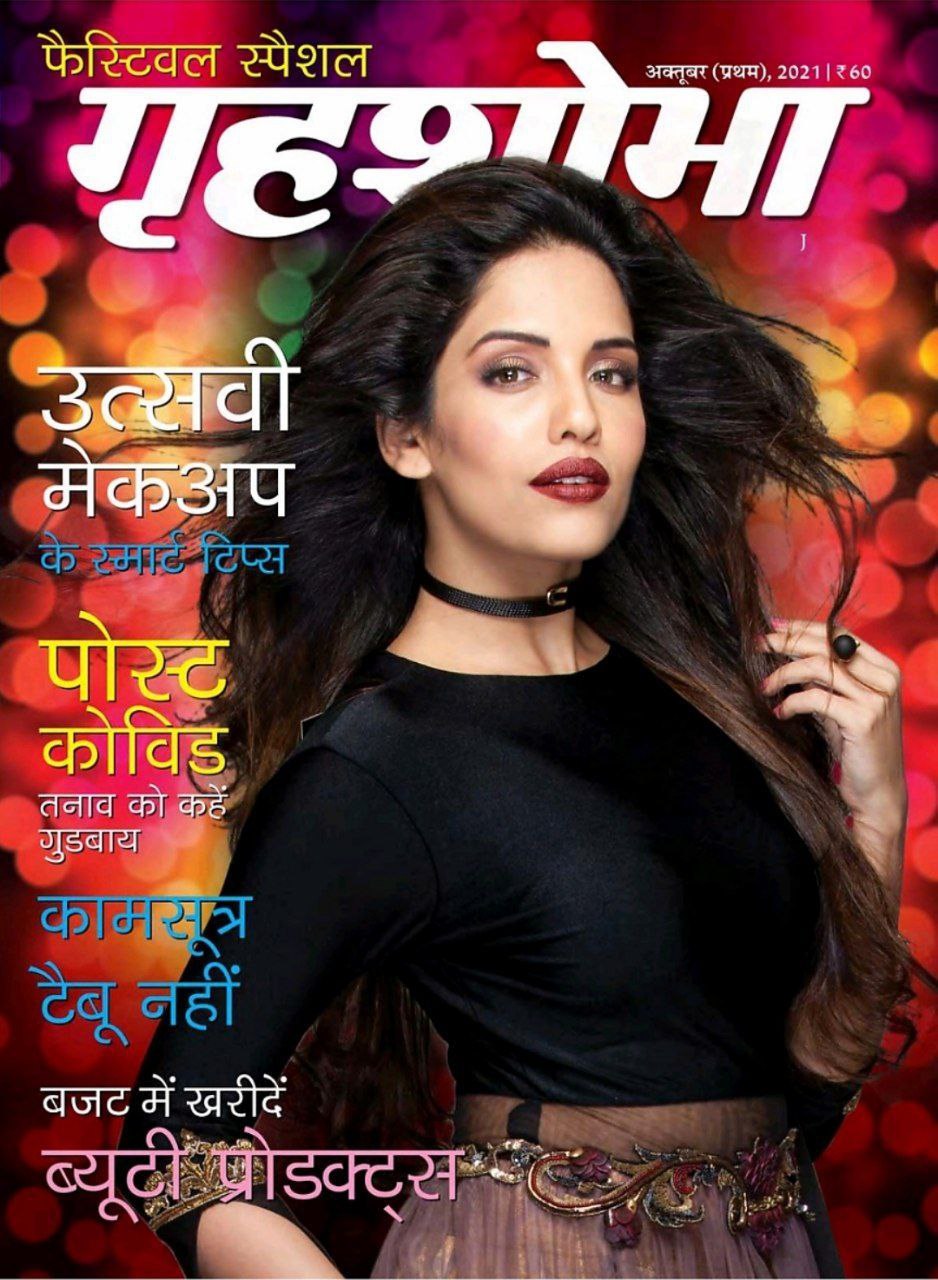 फैस्टिवल स्पैशल
अक्तूबर (प्रथम), 2021 | ₹ 60
गृहशोभा
J
उत्सवी
मेकअप
के स्मार्ट टिप्स
पोस्ट
कोविड
तनाव को कहें
गुडबाय
कामसूत्र
टैबू नहीं
बजट में खरीदें
ब्यूटी प्रोडक्ट्स